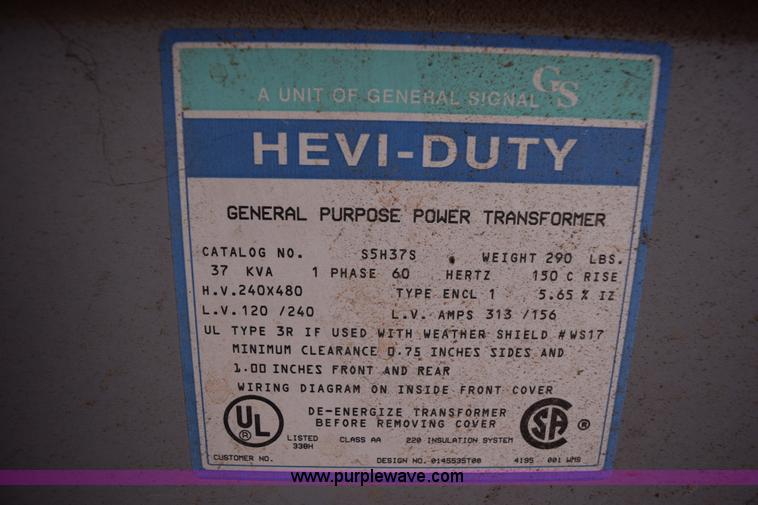 GS
A UNIT OF GENERAL SIGNAL
HEVI-DUTY
GENERAL PURPOSE POWER TRANSFORMER
CATALOG NO. S5H37S WEIGHT 290 LBS.
37 KVA 1 PHASE 60 HERTZ 150 C RISE
H.V.240X480 TYPE ENCL 1 5.65 % IZ
L.V.120 /240 L.V. AMPS 313 /156
UL TYPE 3R IF USED WITH WEATHER SHIELD #WS17
MINIMUM CLEARANCE 0.75 INCHES SIDES AND
1.00 INCHES FRONT AND REAR
WIRING DIAGRAM ON INSIDE FRONT COVER
UL ® DE-ENERGIZE TRANSFORMER SA ®
BEFORE REMOVING COVER
LISTED CLASS AA 220 INSULATION SYSTEM
338H
CUSTOMER NO. DESIGN NO. 0145535T00 4195 001 WMS
www.purplewave.com